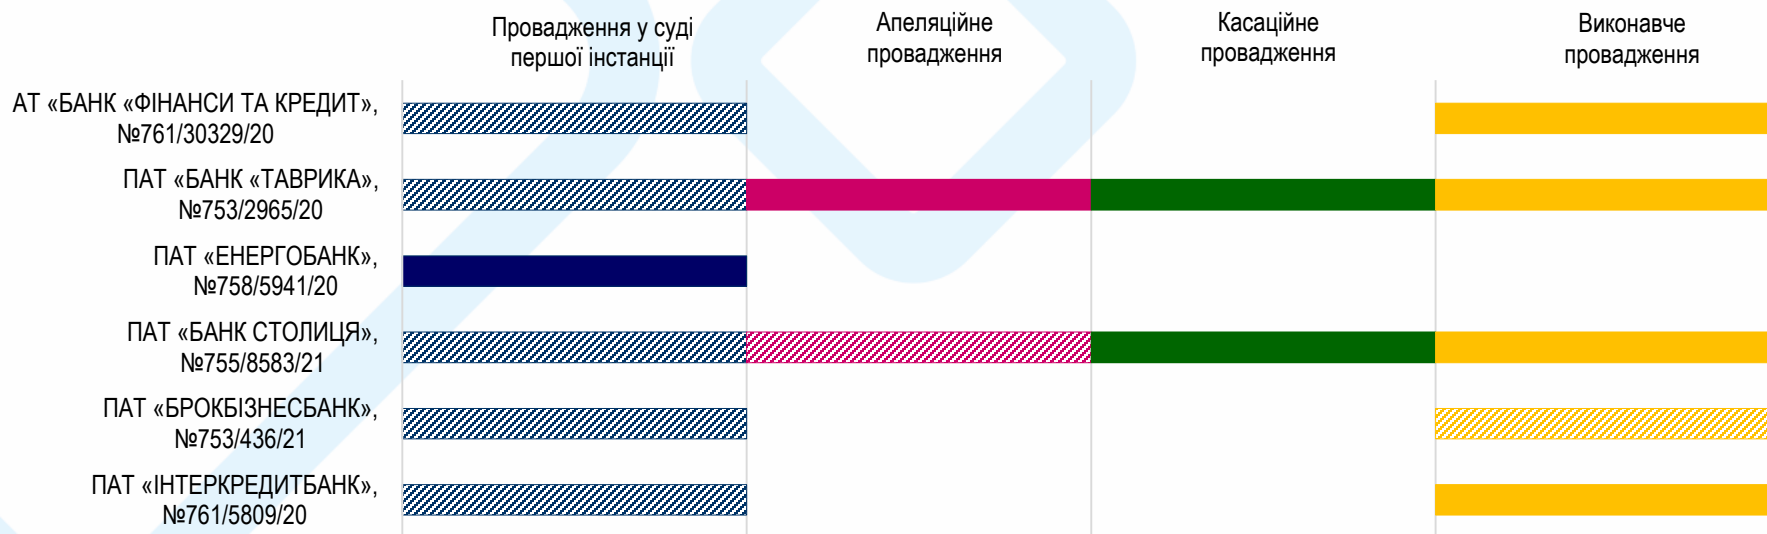 Провадження у суді
першої інстанції
Апеляційне
провадження
Касаційне
провадження
Виконавче
провадження
АТ «БАНК «ФІНАНСИ ТА КРЕДИТ»,
№761/30329/20
ПАТ «БАНК «ТАВРИКА»,
№753/2965/20
ПАТ «ЕНЕРГОБАНК»,
№758/5941/20
ПАТ «БАНК СТОЛИЦЯ»,
№755/8583/21
ПАТ «БРОКБІЗНЕСБАНК»,
№753/436/21
ПАТ «ІНТЕРКРЕДИТБАНК»,
№761/5809/20